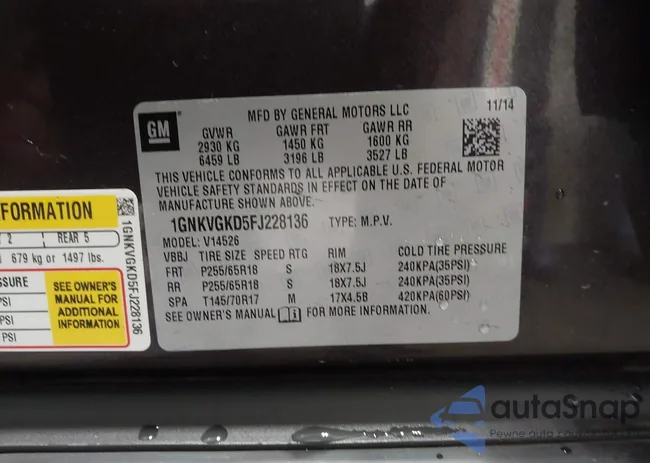 GM
MFD BY GENERAL MOTORS LLC 11/14
GVWR GAWR FRT GAWR RR
2930 KG 1450 KG 1600 KG
6459 LB 3196 LB 3527 LB
THIS VEHICLE CONFORMS TO ALL APPLICABLE U.S. FEDERAL MOTOR
VEHICLE SAFETY STANDARDS IN EFFECT ON THE DATE OF
MANUFACTURE SHOWN ABOVE.
1GNKVGKD5FJ228136 TYPE: M.P.V.
MODEL: V14526
VBBJ TIRE SIZE SPEED RTG RIM COLD TIRE PRESSURE
FRT P255/65R18 S 18X7.5J 240KPA(35PSI)
RR P255/65R18 S 18X7.5J 240KPA(35PSI)
SPA T145/70R17 M 17X4.5B 420KPA(60PSI)
SEE OWNER'S MANUAL FOR MORE INFORMATION.
FORMATION
2 REAR 5
679 kg or 1497 lbs.
SSURE
PSI
PSI
PSI
SEE OWNER'S
MANUAL FOR
ADDITIONAL
INFORMATION
1GNKVGKD5FJ228136
autaSnap
Pewne auta